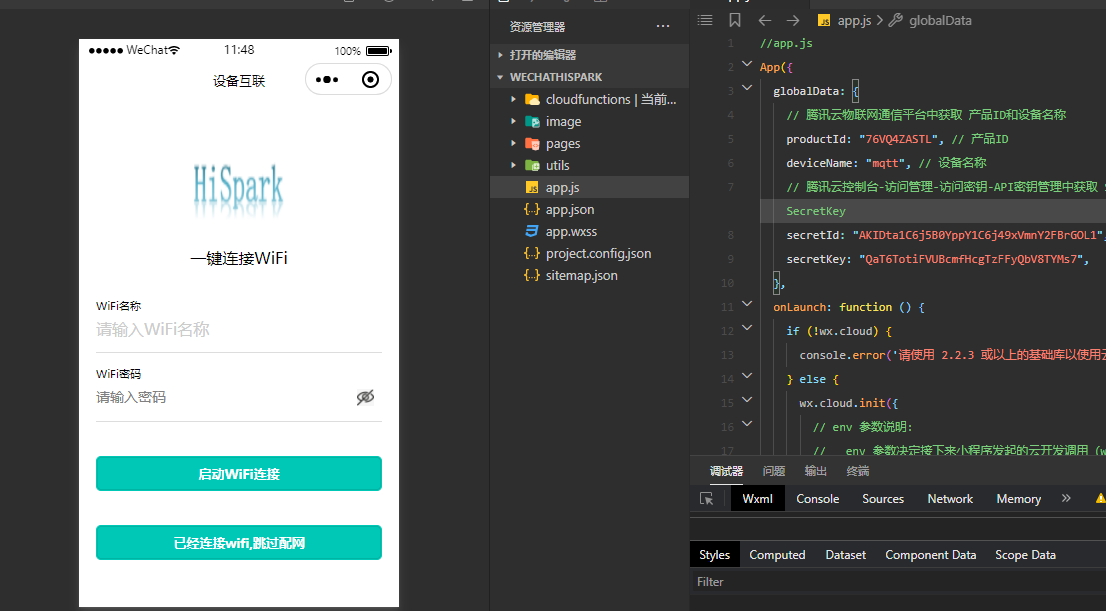 ●●●●● WeChat 11:48 100%
设备互联
HiSpark
一键连接WiFi
WiFi名称
请输入WiFi名称
WiFi密码
请输入密码
启动WiFi连接
已经连接wifi,跳过配网
资源管理器 ···
打开的编辑器
WECHATHISPARK
cloudfunctions | 当前...
image
pages
utils
app.js
app.json
app.wxss
project.config.json
sitemap.json
app.js > globalData
1 //app.js
2 App({
3 globalData: {
4 // 腾讯云物联网通信平台中获取 产品ID和设备名称
5 productId: "76VQ4ZASTL", // 产品ID
6 deviceName: "mqtt", // 设备名称
7 // 腾讯云控制台-访问管理-访问密钥-API密钥管理中获取
SecretKey
8 secretId: "AKIDta1C6j5B0YppY1C6j49xVmnY2FBrGOL1",
9 secretKey: "QaT6TotiFVUBcmfHcgTzFFyQbV8TYMs7",
10 },
11 onLaunch: function () {
12 if (!wx.cloud) {
13 console.error('请使用 2.2.3 或以上的基础库以使用云
14 } else {
15 wx.cloud.init({
16 // env 参数说明:
17 // env 参数决定接下来小程序发起的云开发调用（w
调试器 问题 输出 终端
Wxml Console Sources Network Memory »
Styles Computed Dataset Component Data Scope Data
Filter